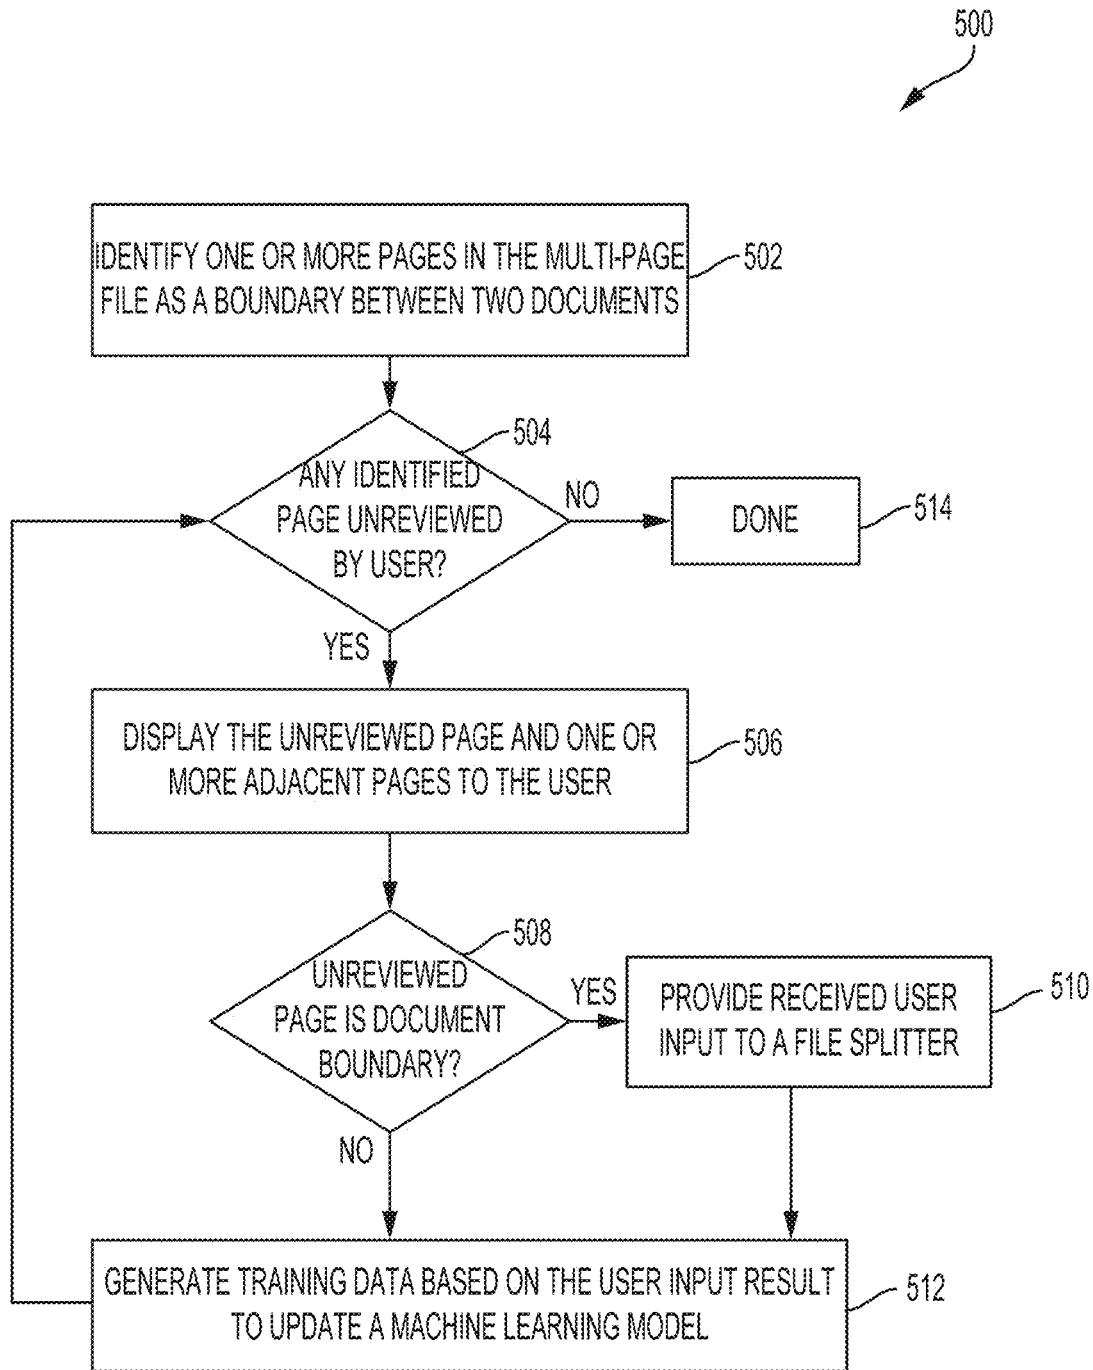 500
IDENTIFY ONE OR MORE PAGES IN THE MULTI-PAGE
FILE AS A BOUNDARY BETWEEN TWO DOCUMENTS
502
504
ANY IDENTIFIED
PAGE UNREVIEWED
BY USER?
NO
DONE
514
YES
DISPLAY THE UNREVIEWED PAGE AND ONE OR
MORE ADJACENT PAGES TO THE USER
506
508
UNREVIEWED
PAGE IS DOCUMENT
BOUNDARY?
YES
PROVIDE RECEIVED USER
INPUT TO A FILE SPLITTER
510
NO
GENERATE TRAINING DATA BASED ON THE USER INPUT RESULT
TO UPDATE A MACHINE LEARNING MODEL
512